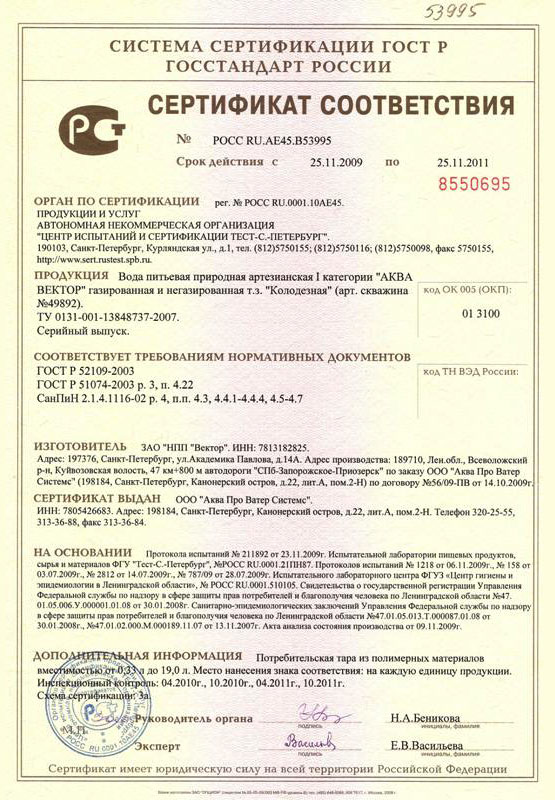 53995
СИСТЕМА СЕРТИФИКАЦИИ ГОСТ Р
ГОССТАНДАРТ РОССИИ
СЕРТИФИКАТ СООТВЕТСТВИЯ
№ РОСС RU.АЕ45.В53995
Срок действия с 25.11.2009 по 25.11.2011
8550695
ОРГАН ПО СЕРТИФИКАЦИИ рег. № РОСС RU.0001.10АЕ45.
ПРОДУКЦИИ И УСЛУГ
АВТОНОМНАЯ НЕКОММЕРЧЕСКАЯ ОРГАНИЗАЦИЯ
"ЦЕНТР ИСПЫТАНИЙ И СЕРТИФИКАЦИИ ТЕСТ-С.-ПЕТЕРБУРГ".
190103, Санкт-Петербург, Курляндская ул., д.1, тел. (812)5750155; (812)5750116; (812)5750098, факс 5750155,
http://www.sert.rustest.spb.ru.
ПРОДУКЦИЯ Вода питьевая природная артезианская I категории "АКВА
ВЕКТОР" газированная и негазированная т.з. "Колодезная" (арт. скважина
№49892).
ТУ 0131-001-13848737-2007.
Серийный выпуск.
код ОК 005 (ОКП):
01 3100
СООТВЕТСТВУЕТ ТРЕБОВАНИЯМ НОРМАТИВНЫХ ДОКУМЕНТОВ
ГОСТ Р 52109-2003
ГОСТ Р 51074-2003 р. 3, п. 4.22
СанПиН 2.1.4.1116-02 р. 4, п.п. 4.3, 4.4.1-4.4.4, 4.5-4.7
код ТН ВЭД России:
ИЗГОТОВИТЕЛЬ ЗАО "НПП "Вектор". ИНН: 7813182825.
Адрес: 197376, Санкт-Петербург, ул.Академика Павлова, д.14А. Адрес производства: 189710, Лен.обл., Всеволожский
р-н, Куйвозовская волость, 47 км+800 м автодороги "СПб-Запорожское-Приозерск" по заказу ООО "Аква Про Ватер
Системс" (198184, Санкт-Петербург, Канонерский остров, д.22, лит.А, пом.2-Н) по договору №56/09-ПВ от 14.10.2009г.
СЕРТИФИКАТ ВЫДАН ООО "Аква Про Ватер Системс".
ИНН: 7805426683. Адрес: 198184, Санкт-Петербург, Канонерский остров, д.22, лит.А, пом.2-Н. Телефон 320-25-55,
313-36-88, факс 313-36-84.
НА ОСНОВАНИИ Протокола испытаний № 211892 от 23.11.2009г. Испытательной лаборатории пищевых продуктов,
сырья и материалов ФГУ "Тест-С.-Петербург", №РОСС RU.0001.21ПН87. Протоколов испытаний № 1218 от 06.11.2009г., № 158 от
03.07.2009г., № 2812 от 14.07.2009г., № 787/09 от 28.07.2009г. Испытательного лабораторного центра ФГУЗ «Центр гигиены и
эпидемиологии в Ленинградской области», № РОСС RU.0001.510105. Свидетельства о государственной регистрации Управления
Федеральной службы по надзору в сфере защиты прав потребителей и благополучия человека по Ленинградской области №47.
01.05.006.У.000001.01.08 от 30.01.2008г. Санитарно-эпидемиологических заключений Управления Федеральной службы по надзору
в сфере защиты прав потребителей и благополучия человека по Ленинградской области №47.01.05.013.Т.000087.01.08 от
30.01.2008г., №47.01.02.000.М.000189.11.07 от 13.11.2007г. Акта анализа состояния производства от 09.11.2009г.
ДОПОЛНИТЕЛЬНАЯ ИНФОРМАЦИЯ Потребительская тара из полимерных материалов
вместимостью от 0,33 л до 19,0 л. Место нанесения знака соответствия: на каждую единицу продукции.
Инспекционный контроль: 04.2010г., 10.2010г., 04.2011г., 10.2011г.
Схема сертификации: 3а.
М.П.
Руководитель органа
подпись
Н.А.Беникова
инициалы, фамилия
Эксперт
Васильев
подпись
Е.В.Васильева
инициалы, фамилия
Сертификат имеет юридическую силу на всей территории Российской Федерации